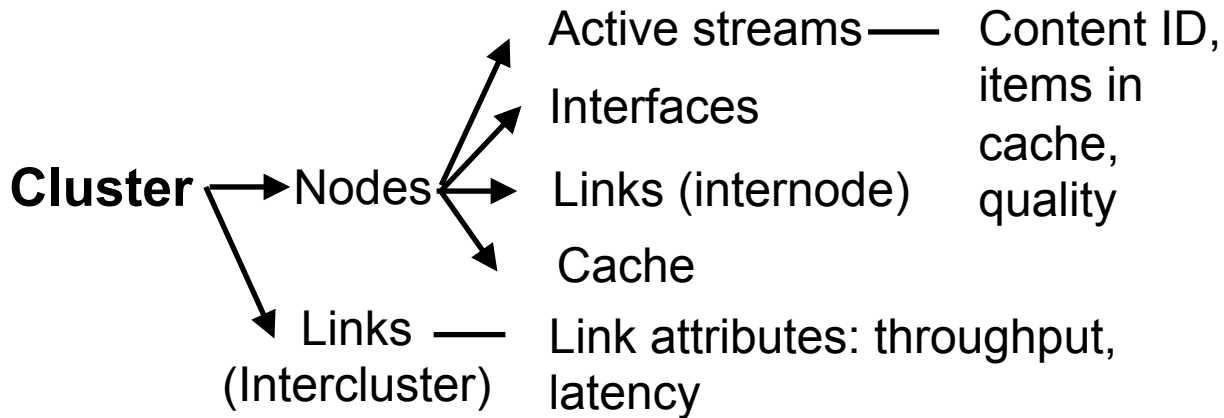 Active streams
Content ID,
items in
cache,
quality
Interfaces
Cluster
Nodes
Links (internode)
Cache
Links
(Intercluster)
Link attributes: throughput,
latency